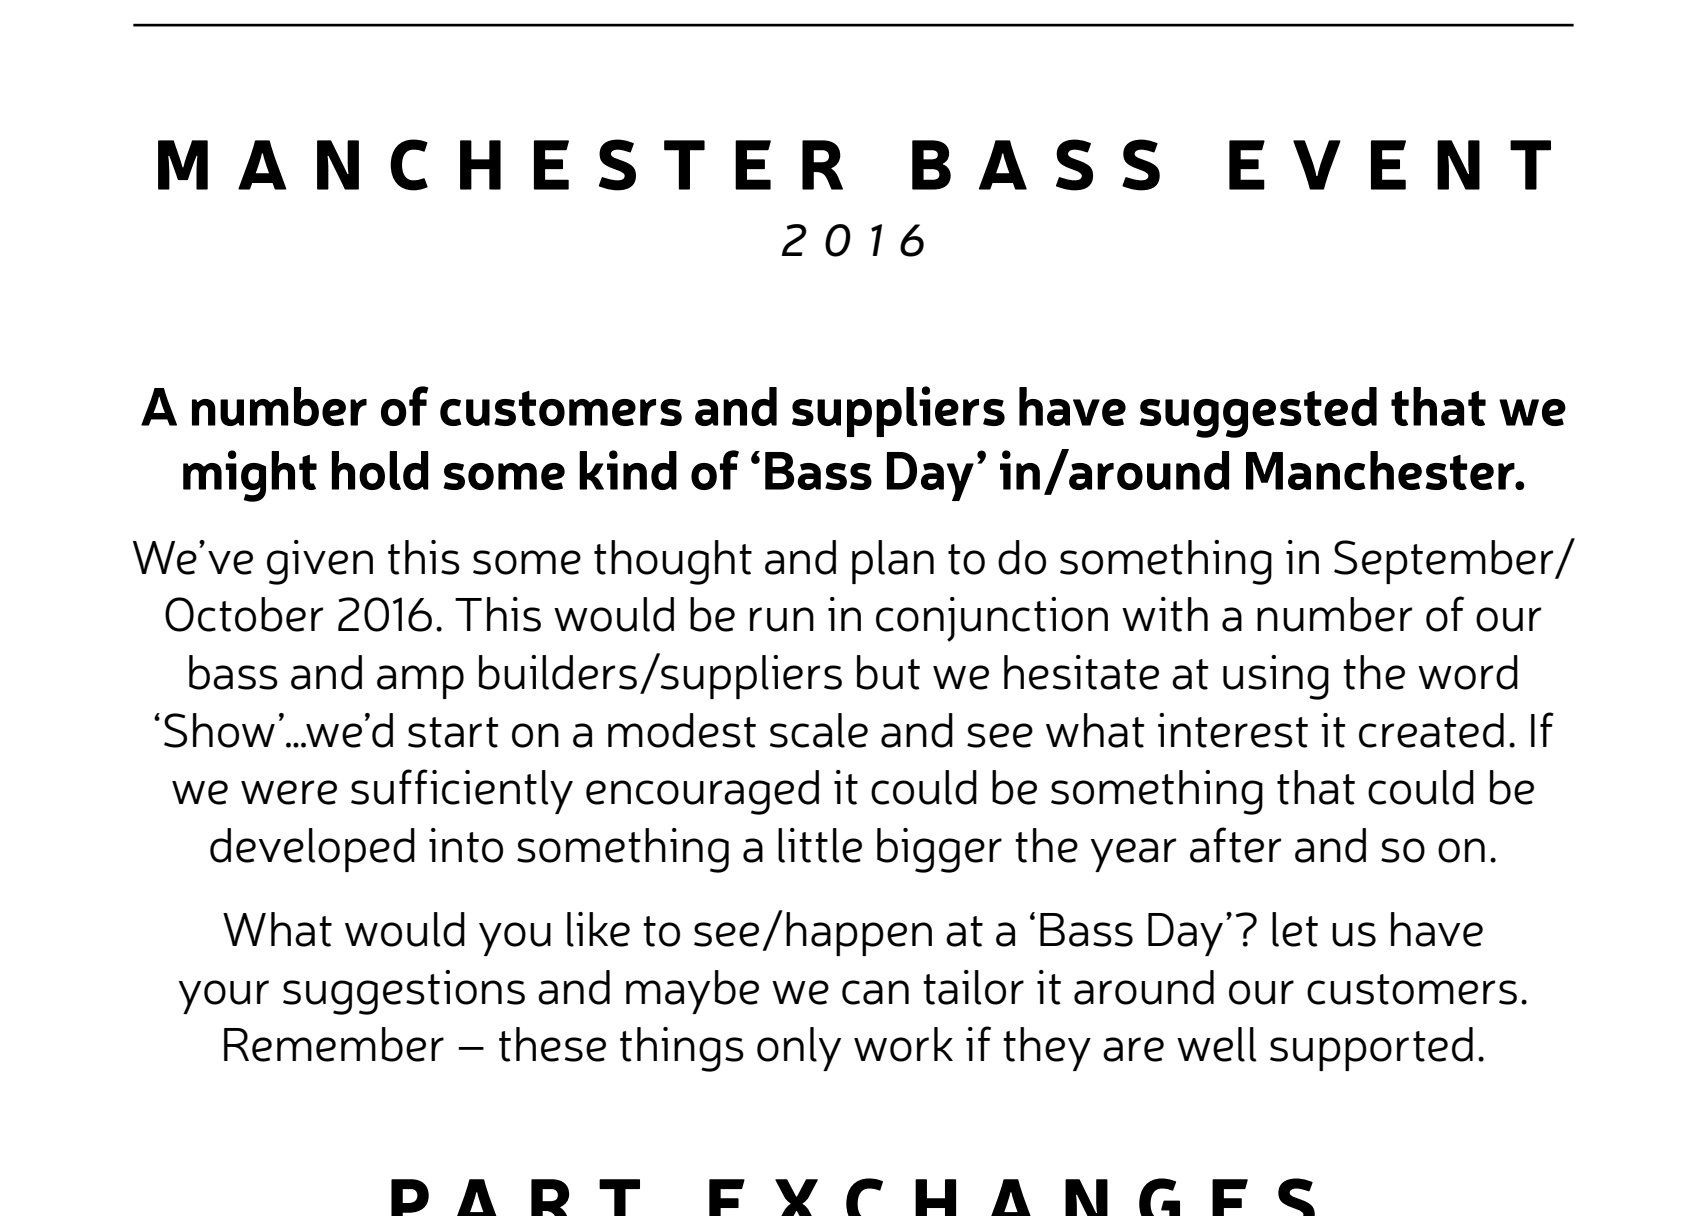 MANCHESTER BASS EVENT
2016
A number of customers and suppliers have suggested that we
might hold some kind of ‘Bass Day’ in/around Manchester.
We’ve given this some thought and plan to do something in September/
October 2016. This would be run in conjunction with a number of our
bass and amp builders/suppliers but we hesitate at using the word
‘Show’…we’d start on a modest scale and see what interest it created. If
we were sufficiently encouraged it could be something that could be
developed into something a little bigger the year after and so on.
What would you like to see/happen at a ‘Bass Day’? let us have
your suggestions and maybe we can tailor it around our customers.
Remember – these things only work if they are well supported.
PART EXCHANGES